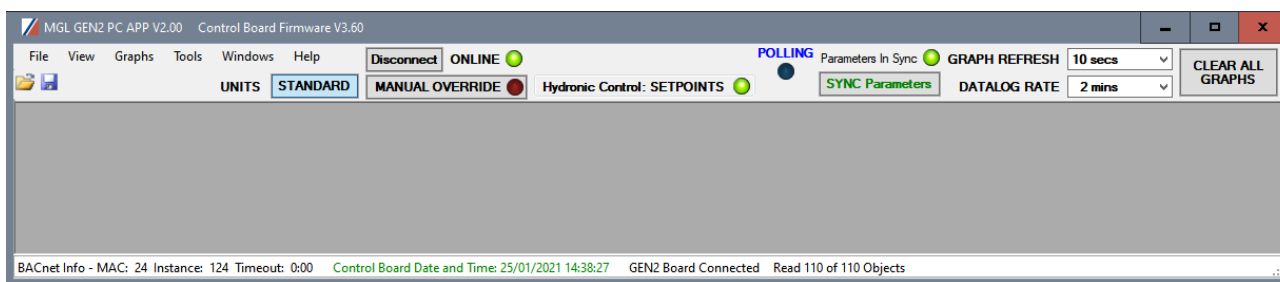 MGL GEN2 PC APP V2.00 Control Board Firmware V3.60
File View Graphs Tools Windows Help Disconnect ONLINE POLLING Parameters In Sync GRAPH REFRESH 10 secs CLEAR ALL GRAPHS
UNITS STANDARD MANUAL OVERRIDE Hydronic Control: SETPOINTS SYNC Parameters DATALOG RATE 2 mins
BACnet Info - MAC: 24 Instance: 124 Timeout: 0:00 Control Board Date and Time: 25/01/2021 14:38:27 GEN2 Board Connected Read 110 of 110 Objects